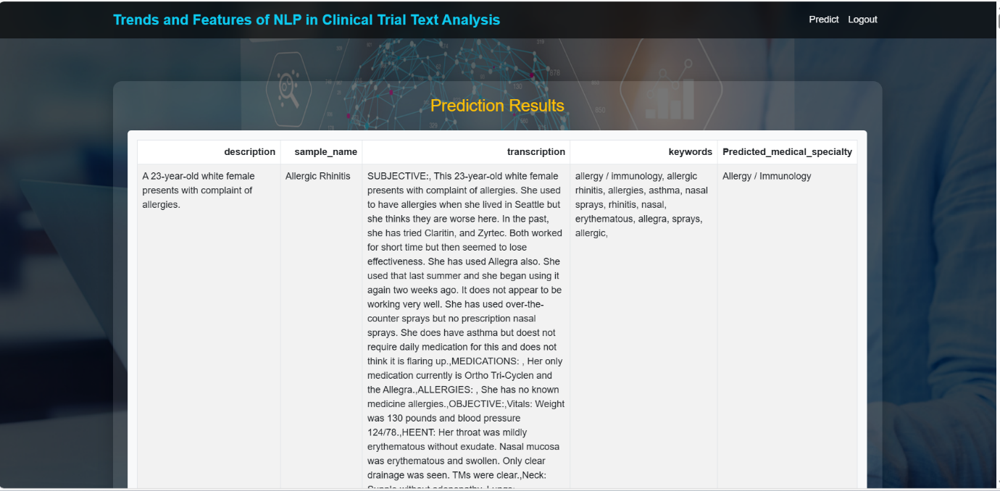 Trends and Features of NLP in Clinical Trial Text Analysis
Predict Logout
Prediction Results
description sample_name transcription keywords Predicted_medical_specialty
A 23-year-old white female
presents with complaint of
allergies.
Allergic Rhinitis
SUBJECTIVE:, This 23-year-old white female
presents with complaint of allergies. She used
to have allergies when she lived in Seattle but
she thinks they are worse here. In the past,
she has tried Claritin, and Zyrtec. Both worked
for short time but then seemed to lose
effectiveness. She has used Allegra also. She
used that last summer and she began using it
again two weeks ago. It does not appear to be
working very well. She has used over-the-
counter sprays but no prescription nasal
sprays. She does have asthma but doest not
require daily medication for this and does not
think it is flaring up.,MEDICATIONS: , Her only
medication currently is Ortho Tri-Cyclen and
the Allegra.,ALLERGIES: , She has no known
medicine allergies.,OBJECTIVE:,Vitals: Weight
was 130 pounds and blood pressure
124/78.,HEENT: Her throat was mildly
erythematous without exudate. Nasal mucosa
was erythematous and swollen. Only clear
drainage was seen. TMs were clear.,Neck:
Supple without adenopathy. Lungs:
allergy / immunology, allergic
rhinitis, allergies, asthma, nasal
sprays, rhinitis, nasal,
erythematous, allegra, sprays,
allergic,
Allergy / Immunology
878
130
850